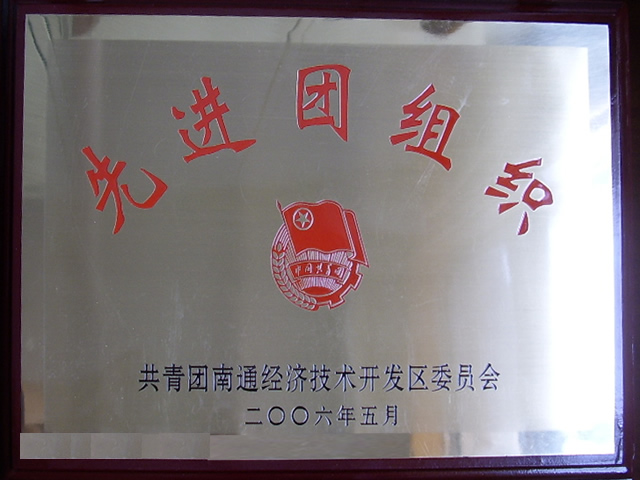 先进团组织
中国共青团
共青团南通经济技术开发区委员会
二〇〇六年五月